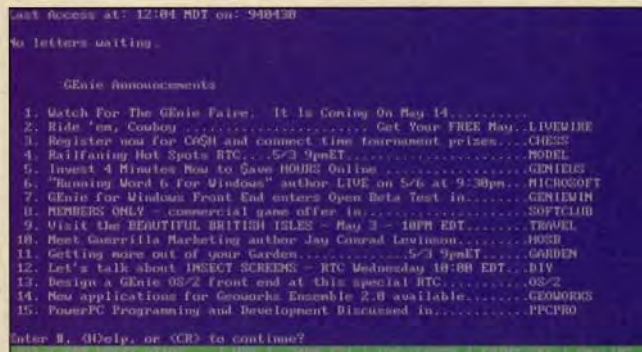 Last Access at: 12:04 MDT on: 940430
No letters waiting.
GEnie Announcements
1. Watch For The GEnie Faire. It Is Coming On May 14..........
2. Ride 'em, Cowboy ...................... Get Your FREE May..LIVEWIRE
3. Register now for CA$H and connect time tournament prizes....CHESS
4. Railfaning Hot Spots RTC....5/3 9pmET.......................MODEL
5. Invest 4 Minutes Now to $ave HOURS Online...................GENIEUS
6. "Running Word 6 for Windows" author LIVE on 5/6 at 9:30pm...MICROSOFT
7. GEnie for Windows Front End enters Open Beta Test in........GENIEWIN
8. MEMBERS ONLY - commercial game offer in.....................SOFTCLUB
9. Visit the BEAUTIFUL BRITISH ISLES - May 3 - 10PM EDT........TRAVEL
10. Meet Guerrilla Marketing author Jay Conrad Levinson.........HOSB
11. Getting more out of your Garden.............5/3 9pmET.......GARDEN
12. Let's talk about INSECT SCREENS - RTC Wednesday 10:00 EDT...DIY
13. Design a GEnie OS/2 front end at this special RTC...........OS/2
14. New applications for Geoworks Ensemble 2.0 available........GEOWORKS
15. PowerPC Programming and Development Discussed in............PPCPRO
Enter #, (H)elp, or <CR> to continue?